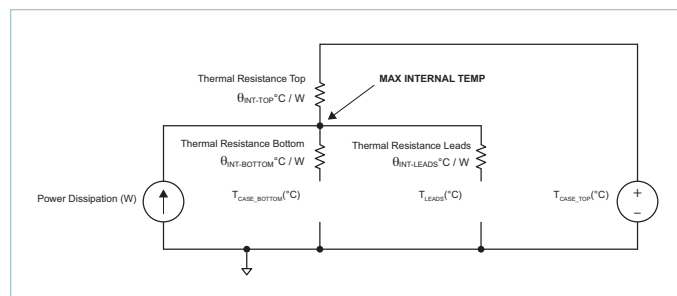 Thermal Resistance Top
θINT-TOP°C / W
MAX INTERNAL TEMP
Thermal Resistance Bottom
θINT-BOTTOM°C / W
Thermal Resistance Leads
θINT-LEADS°C / W
Power Dissipation (W)
TCASE_BOTTOM(°C)
TLEADS(°C)
TCASE_TOP(°C)
+
–